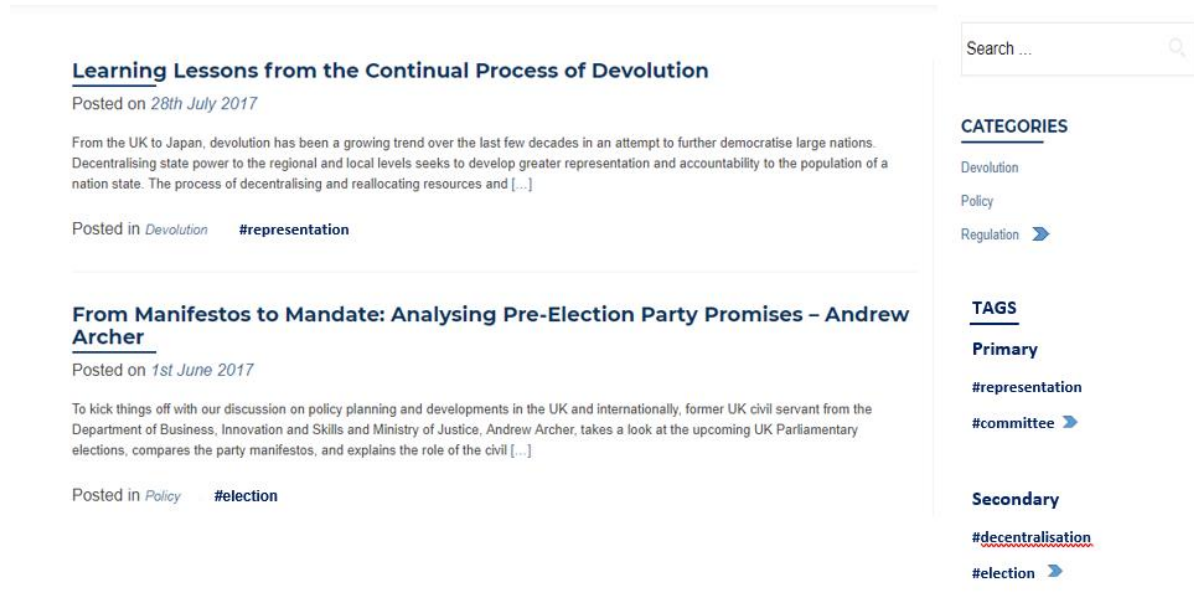 Learning Lessons from the Continual Process of Devolution
Posted on 28th July 2017
From the UK to Japan, devolution has been a growing trend over the last few decades in an attempt to further democratise large nations.
Decentralising state power to the regional and local levels seeks to develop greater representation and accountability to the population of a
nation state. The process of decentralising and reallocating resources and [...]
Posted in Devolution #representation
From Manifestos to Mandate: Analysing Pre-Election Party Promises – Andrew
Archer
Posted on 1st June 2017
To kick things off with our discussion on policy planning and developments in the UK and internationally, former UK civil servant from the
Department of Business, Innovation and Skills and Ministry of Justice, Andrew Archer, takes a look at the upcoming UK Parliamentary
elections, compares the party manifestos, and explains the role of the civil [...]
Posted in Policy #election
Search ...
CATEGORIES
Devolution
Policy
Regulation
TAGS
Primary
#representation
#committee
Secondary
#decentralisation
#election